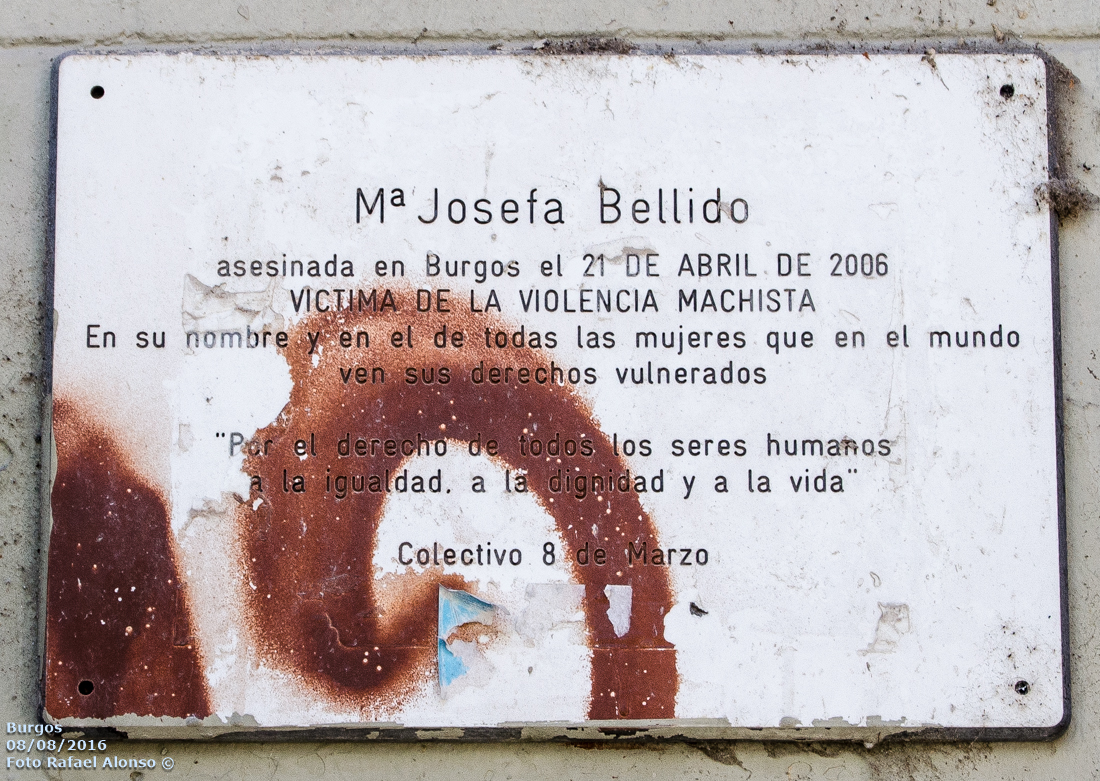 Mª Josefa Bellido
asesinada en Burgos el 21 DE ABRIL DE 2006
VICTIMA DE LA VIOLENCIA MACHISTA
En su nombre y en el de todas las mujeres que en el mundo
ven sus derechos vulnerados
"Por el derecho de todos los seres humanos
a la igualdad, a la dignidad y a la vida"
Colectivo 8 de Marzo
Burgos
08/08/2016
Foto Rafael Alonso ©